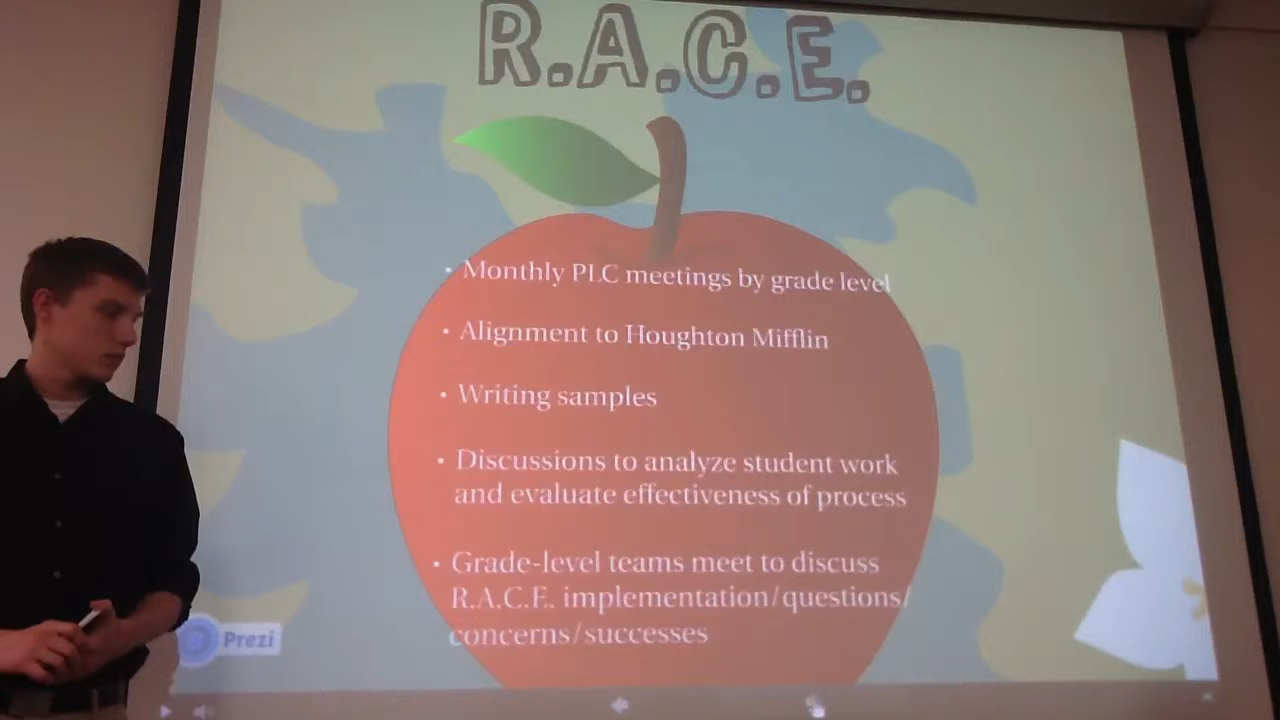 R.A.C.E.
• Monthly PLC meetings by grade level
• Alignment to Houghton Mifflin
• Writing samples
• Discussions to analyze student work
and evaluate effectiveness of process
• Grade-level teams meet to discuss
R.A.C.E. implementation/questions/
concerns/successes
Prezi